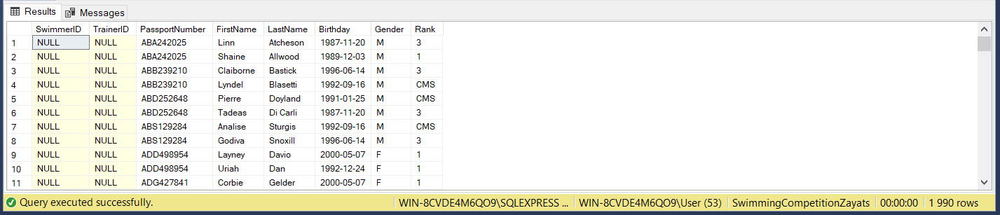 Results Messages
SwimmerID TrainerID PassportNumber FirstName LastName Birthday Gender Rank
1 NULL NULL ABA242025 Linn Atcheson 1987-11-20 M 3
2 NULL NULL ABA242025 Shaine Allwood 1989-12-03 M 1
3 NULL NULL ABB239210 Claiborne Bastick 1996-06-14 M 3
4 NULL NULL ABB239210 Lyndel Blasetti 1992-09-16 M CMS
5 NULL NULL ABD252648 Pierre Doyland 1991-01-25 M CMS
6 NULL NULL ABD252648 Tadeas Di Carli 1987-11-20 M 3
7 NULL NULL ABS129284 Analise Sturgis 1992-09-16 M CMS
8 NULL NULL ABS129284 Godiva Snoxill 1996-06-14 M 3
9 NULL NULL ADD498954 Layney Davio 2000-05-07 F 1
10 NULL NULL ADD498954 Uriah Dan 1992-12-24 F 1
11 NULL NULL ADG427841 Corbie Gelder 2000-05-07 F 1
Query executed successfully. WIN-8CVDE4M6QO9\SQLEXPRESS ... WIN-8CVDE4M6QO9\User (53) SwimmingCompetitionZayats 00:00:00 1 990 rows